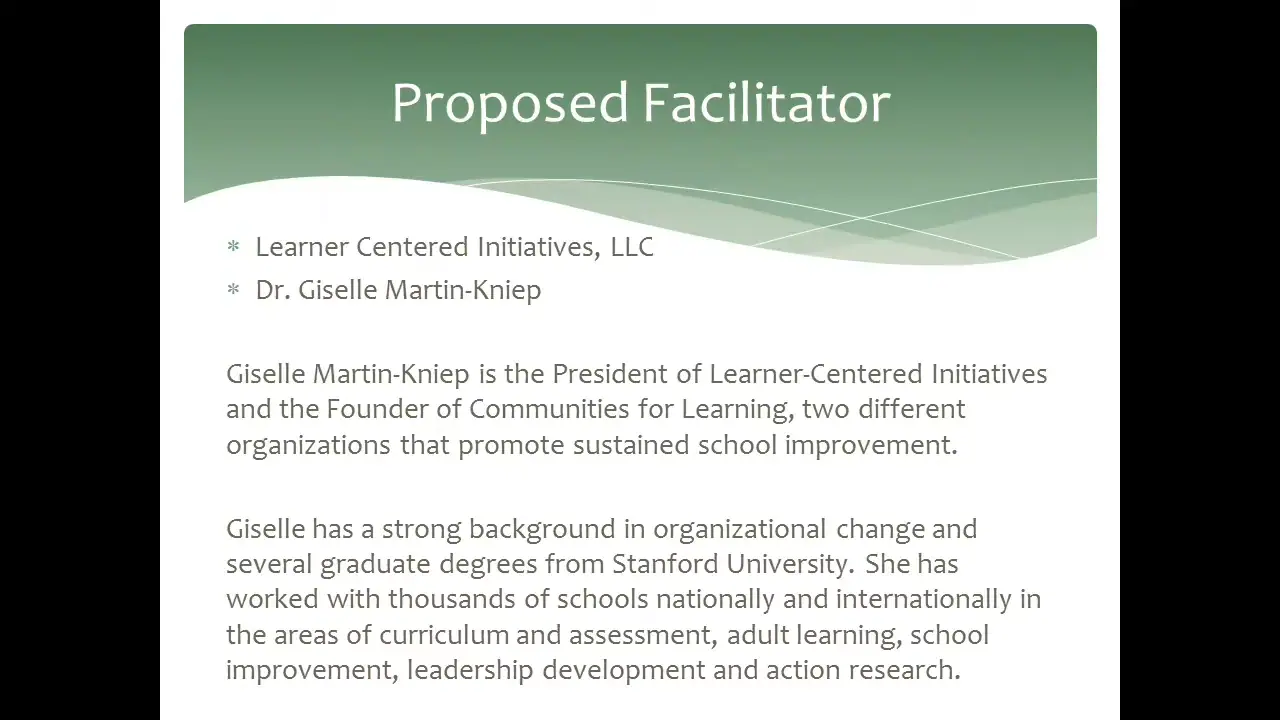 Proposed Facilitator
* Learner Centered Initiatives, LLC
* Dr. Giselle Martin-Kniep
Giselle Martin-Kniep is the President of Learner-Centered Initiatives
and the Founder of Communities for Learning, two different
organizations that promote sustained school improvement.
Giselle has a strong background in organizational change and
several graduate degrees from Stanford University. She has
worked with thousands of schools nationally and internationally in
the areas of curriculum and assessment, adult learning, school
improvement, leadership development and action research.